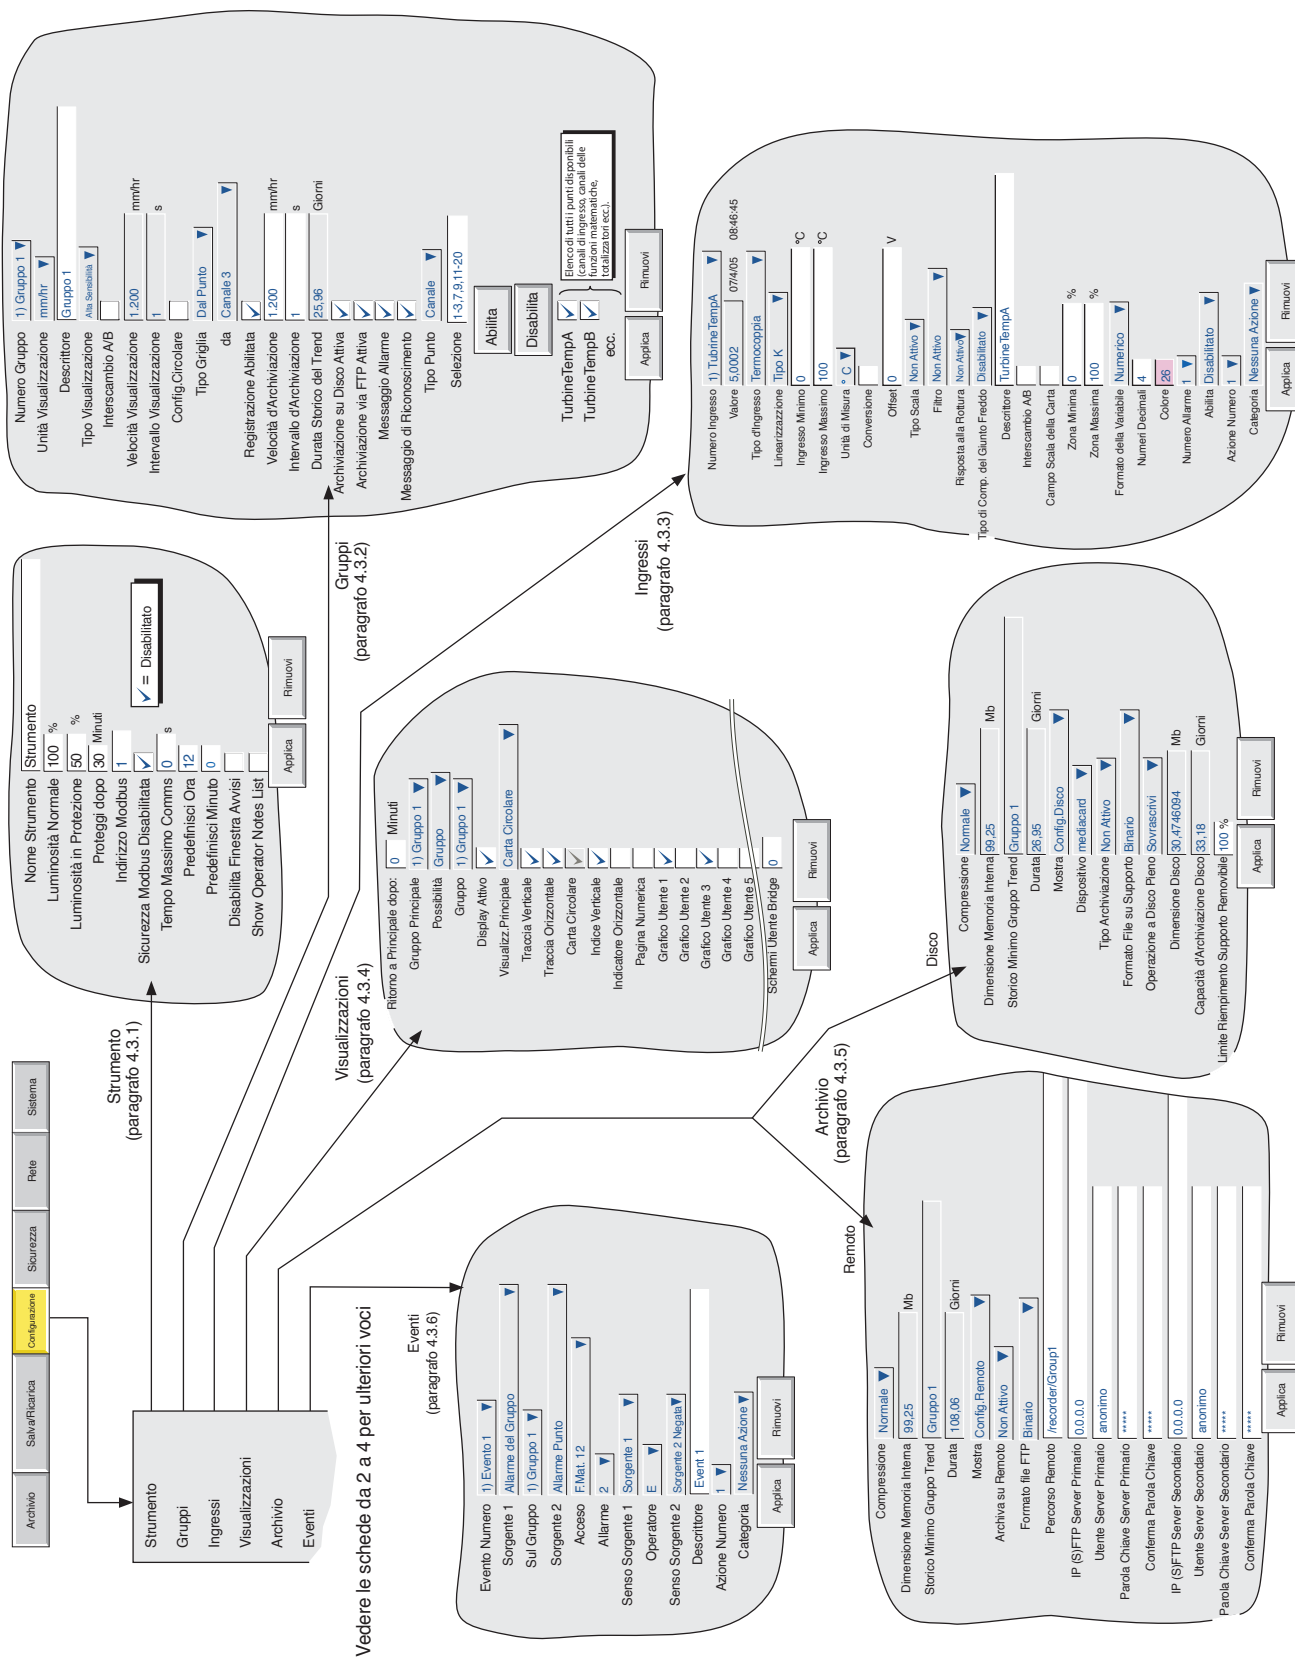 Archivio
Salva/Ricarica
Configurazione
Sicurezza
Rete
Sistema
Strumento
Gruppi
Ingressi
Visualizzazioni
Archivio
Eventi
Vedere le schede da 2 a 4 per ulteriori voci
Strumento
(paragrafo 4.3.1)
Nome Strumento Strumento
Luminosità Normale 100 %
Luminosità in Protezione 50 %
Proteggi dopo 30 Minuti
Indirizzo Modbus 1
Sicurezza Modbus Disabilitata
= Disabilitato
Tempo Massimo Comms 0 s
Predefinisci Ora 12
Predefinisci Minuto 0
Disabilita Finestra Avvisi
Show Operator Notes List
Applica Rimuovi
Gruppi
(paragrafo 4.3.2)
Numero Gruppo 1) Gruppo 1
Unità Visualizzazione mm/hr
Descrittore Gruppo 1
Tipo Visualizzazione Alta Sensibilità
Interscambio A/B
Velocità Visualizzazione 1.200 mm/hr
Intervallo Visualizzazione 1 s
Config.Circolare
Tipo Griglia Dal Punto
da Canale 3
Registrazione Abilitata
Velocità d'Archiviazione 1.200 mm/hr
Intervallo d'Archiviazione 1 s
Durata Storico del Trend 25,96 Giorni
Archiviazione su Disco Attiva
Archiviazione via FTP Attiva
Messaggio Allarme
Messaggio di Riconoscimento
Tipo Punto Canale
Selezione 1-3,7,9,11-20
Abilita
Disabilita
TurbineTempA
TurbineTempB
ecc.
Elenco di tutti i punti disponibili
(canali di ingresso, canali delle
funzioni matematiche,
totalizzatori ecc.).
Applica Rimuovi
Ingressi
(paragrafo 4.3.3)
Numero Ingresso 1) TubrineTempA
Valore 5,0002 07/4/05 08:46:45
Tipo d'Ingresso Termocoppia
Linearizzazione Tipo K
Ingresso Minimo 0 °C
Ingresso Massimo 100 °C
Unità di Misura ° C
Conversione
Offset 0 V
Tipo Scala Non Attivo
Filtro Non Attivo
Risposta alla Rottura Non Attivo
Tipo di Comp. del Giunto Freddo Disabilitato
Descrittore TurbineTempA
Interscambio A/B
Campo Scala della Carta
Zona Minima 0 %
Zona Massima 100 %
Formato della Variabile Numerico
Numeri Decimali 4
Colore 26
Numero Allarme 1
Abilita Disabilitato
Azione Numero 1
Categoria Nessuna Azione
Applica Rimuovi
Visualizzazioni
(paragrafo 4.3.4)
Ritorno a Principale dopo: 0 Minuti
Gruppo Principale 1) Gruppo 1
Possibilità Gruppo
Gruppo 1) Gruppo 1
Display Attivo
Visualizz.Principale Carta Circolare
Traccia Verticale
Traccia Orizzontale
Carta Circolare
Indice Verticale
Indicatore Orizzontale
Pagina Numerica
Grafico Utente 1
Grafico Utente 2
Grafico Utente 3
Grafico Utente 4
Grafico Utente 5
Schermi Utente Bridge 0
Applica Rimuovi
Archivio
(paragrafo 4.3.5)
Disco
Compressione Normale
Dimensione Memoria Interna 99,25 Mb
Storico Minimo Gruppo Trend Gruppo 1
Durata 26,95 Giorni
Mostra Config.Disco
Dispositivo mediacard
Tipo Archiviazione Non Attivo
Formato File su Supporto Binario
Operazione a Disco Pieno Sovrascrivi
Dimensione Disco 30,4746094 Mb
Capacità d'Archiviazione Disco 33,18 Giorni
Limite Riempimento Supporto Removibile 100 %
Applica Rimuovi
Remoto
Compressione Normale
Dimensione Memoria Interna 99,25 Mb
Storico Minimo Gruppo Trend Gruppo 1
Durata 108,06 Giorni
Mostra Config.Remoto
Archivia su Remoto Non Attivo
Formato file FTP Binario
Percorso Remoto /recorder/Group1
IP (S)FTP Server Primario 0.0.0.0
Utente Server Primario anonimo
Parola Chiave Server Primario *****
Conferma Parola Chiave *****
IP (S)FTP Server Secondario 0.0.0.0
Utente Server Secondario anonimo
Parola Chiave Server Secondario *****
Conferma Parola Chiave *****
Applica Rimuovi
Eventi
(paragrafo 4.3.6)
Evento Numero 1) Evento 1
Sorgente 1 Allarme del Gruppo
Sul Gruppo 1) Gruppo 1
Sorgente 2 Allarme Punto
Acceso F.Mat. 12
Allarme 2
Senso Sorgente 1 Sorgente 1
Operatore E
Senso Sorgente 2 Sorgente 2 Negata
Descrittore Event 1
Azione Numero 1
Categoria Nessuna Azione
Applica Rimuovi